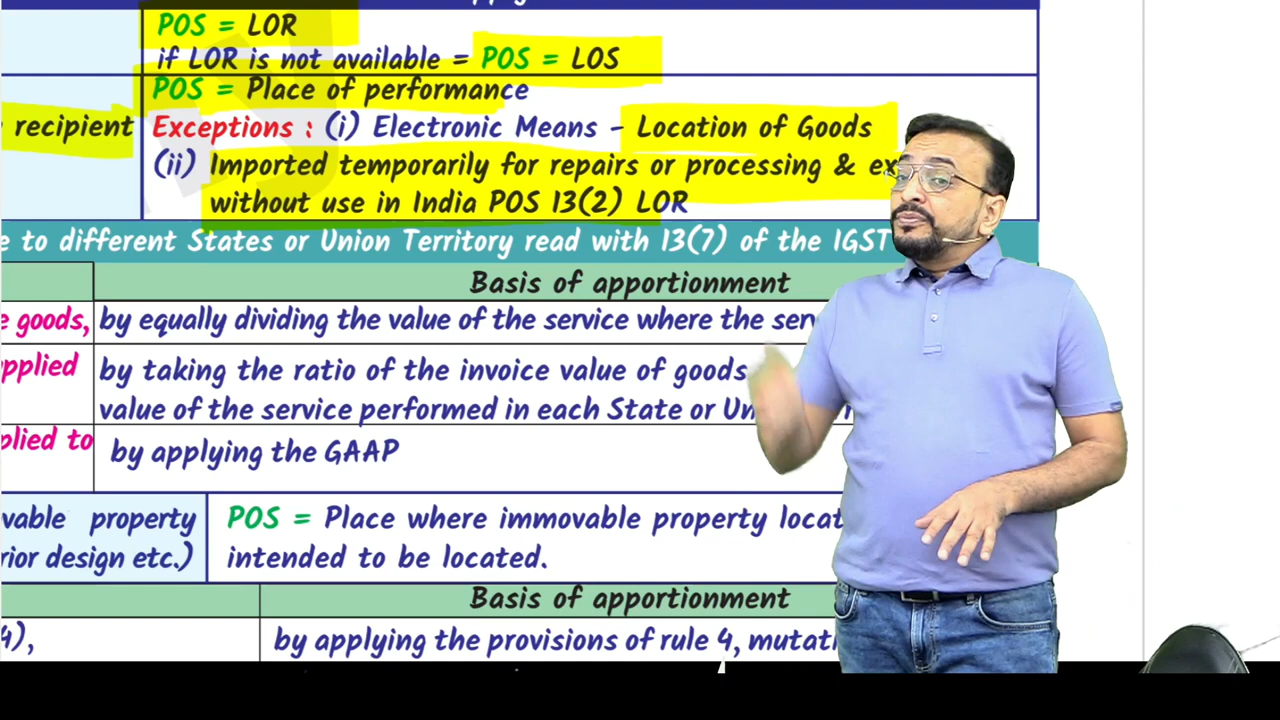 POS = LOR
if LOR is not available = POS = LOS
POS = Place of performance
recipient
Exceptions : (i) Electronic Means - Location of Goods
(ii) Imported temporarily for repairs or processing & ex
without use in India POS 13(2) LOR
e to different States or Union Territory read with 13(7) of the IGST
Basis of apportionment
e goods, by equally dividing the value of the service where the ser
pplied by taking the ratio of the invoice value of goods
value of the service performed in each State or Un
plied to by applying the GAAP
vable property POS = Place where immovable property locat
rior design etc.) intended to be located.
Basis of apportionment
4), by applying the provisions of rule 4, mutati